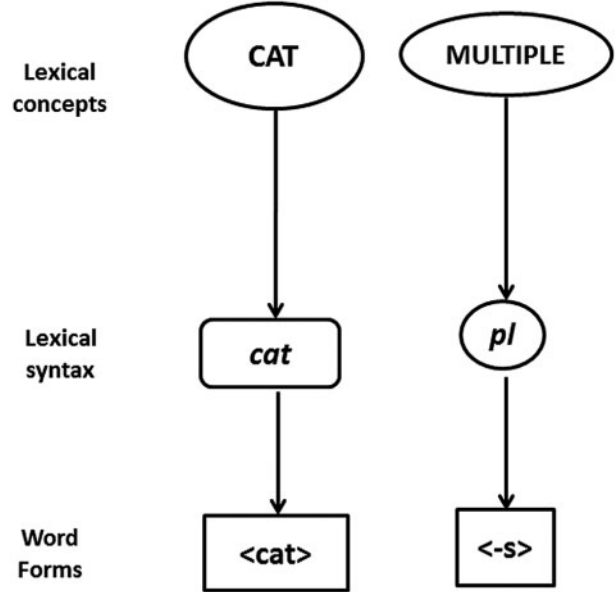 Lexical
concepts
CAT
MULTIPLE
Lexical
syntax
cat
pl
Word
Forms
<cat>
<-s>